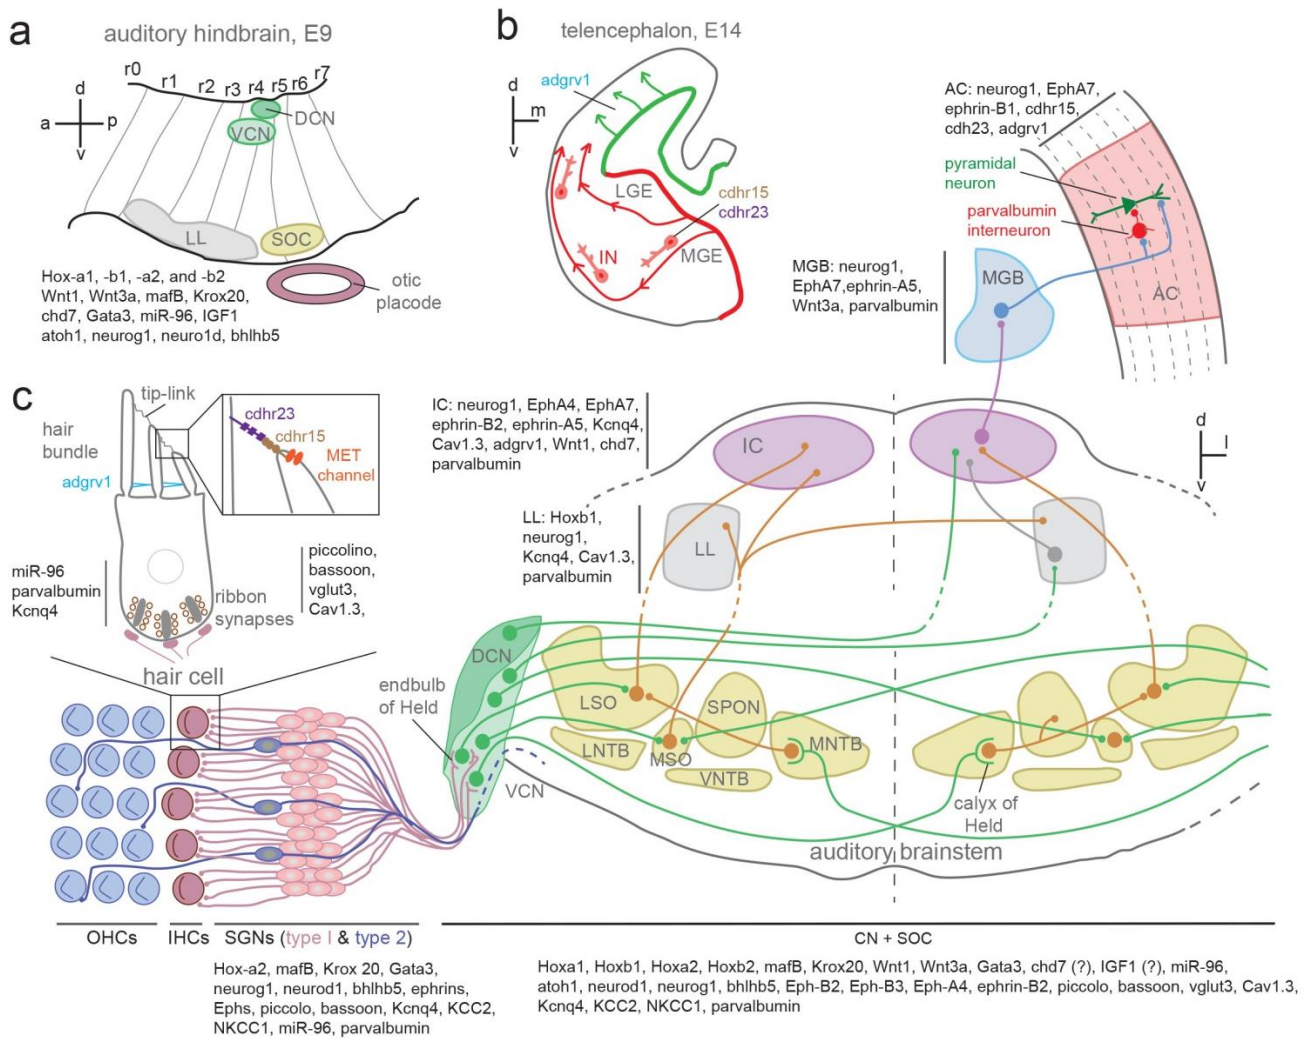 a
auditory hindbrain, E9
r0
r1
r2
r3
r4
r5
r6
r7
d
a
p
v
DCN
VCN
LL
SOC
otic
placode
Hox-a1, -b1, -a2, and -b2
Wnt1, Wnt3a, mafB, Krox20,
chd7, Gata3, miR-96, IGF1
atoh1, neurog1, neuro1d, bhlhb5
b
telencephalon, E14
d
m
v
adgrv1
LGE
cdhr15
cdhr23
IN
MGE
AC: neurog1, EphA7,
ephrin-B1, cdhr15,
cdh23, adgrv1
pyramidal
neuron
parvalbumin
interneuron
MGB: neurog1,
EphA7,ephrin-A5,
Wnt3a, parvalbumin
MGB
AC
c
tip-link
hair
bundle
cdhr23
cdhr15
MET
channel
adgrv1
miR-96
parvalbumin
Kcnq4
piccolino,
bassoon,
vglut3,
Cav1.3,
ribbon
synapses
hair cell
IC: neurog1, EphA4, EphA7,
ephrin-B2, ephrin-A5, Kcnq4,
Cav1.3, adgrv1, Wnt1, chd7,
parvalbumin
IC
d
l
v
LL: Hoxb1,
neurog1,
Kcnq4, Cav1.3,
parvalbumin
LL
DCN
endbulb
of Held
LSO
SPON
LNTB
MSO
MNTB
VNTB
VCN
calyx of
Held
auditory brainstem
OHCs
IHCs
SGNs (type I & type 2)
CN + SOC
Hox-a2, mafB, Krox 20, Gata3,
neurog1, neurod1, bhlhb5, ephrins,
Ephs, piccolo, bassoon, Kcnq4, KCC2,
NKCC1, miR-96, parvalbumin
Hoxa1, Hoxb1, Hoxa2, Hoxb2, mafB, Krox20, Wnt1, Wnt3a, Gata3, chd7 (?), IGF1 (?), miR-96,
atoh1, neurod1, neurog1, bhlhb5, Eph-B2, Eph-B3, Eph-A4, ephrin-B2, piccolo, bassoon, vglut3, Cav1.3,
Kcnq4, KCC2, NKCC1, parvalbumin